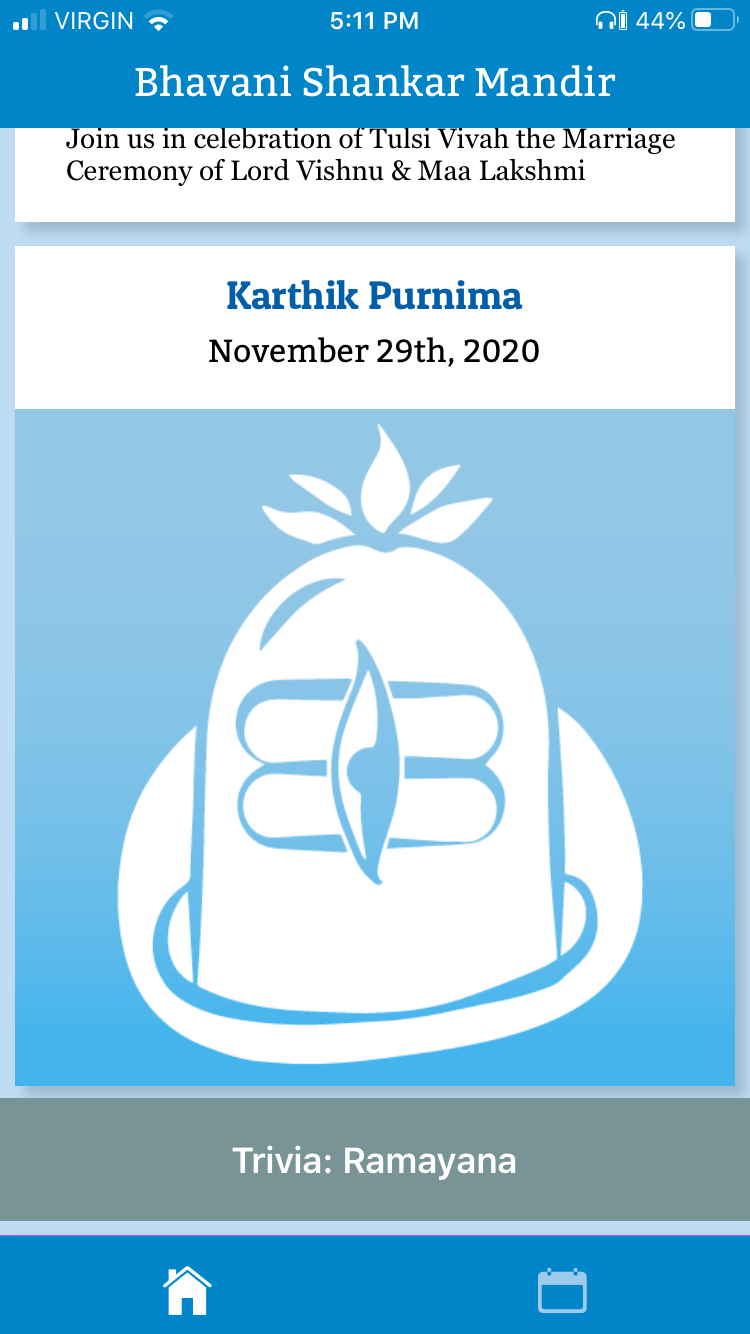 VIRGIN 5:11 PM 44%
Bhavani Shankar Mandir
Join us in celebration of Tulsi Vivah the Marriage
Ceremony of Lord Vishnu & Maa Lakshmi
Karthik Purnima
November 29th, 2020
Trivia: Ramayana